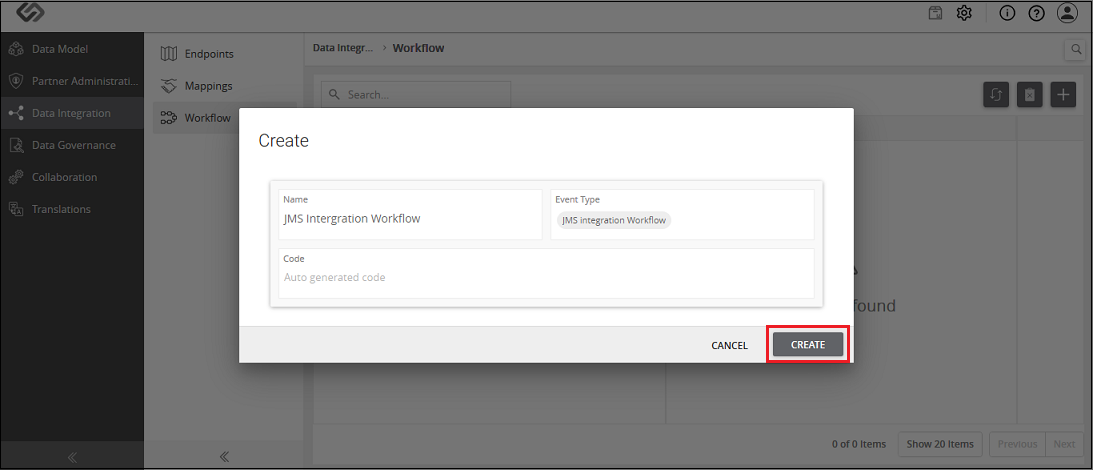 Data Model
Partner Administrati...
Data Integration
Data Governance
Collaboration
Translations
Endpoints
Mappings
Workflow
Data Integr... > Workflow
Search...
Create
Name
JMS Intergration Workflow
Event Type
JMS integration Workflow
Code
Auto generated code
CANCEL
CREATE
found
0 of 0 Items
Show 20 Items
Previous
Next